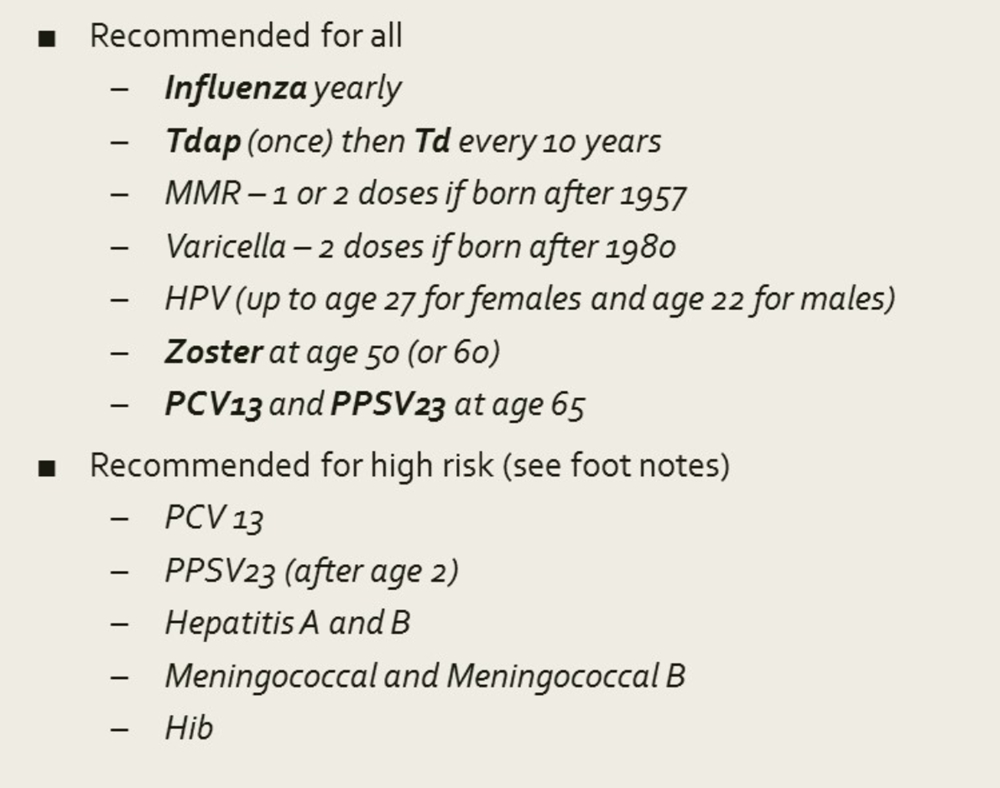 ■ Recommended for all
– Influenza yearly
– Tdap (once) then Td every 10 years
– MMR – 1 or 2 doses if born after 1957
– Varicella – 2 doses if born after 1980
– HPV (up to age 27 for females and age 22 for males)
– Zoster at age 50 (or 60)
– PCV13 and PPSV23 at age 65
■ Recommended for high risk (see foot notes)
– PCV 13
– PPSV23 (after age 2)
– Hepatitis A and B
– Meningococcal and Meningococcal B
– Hib